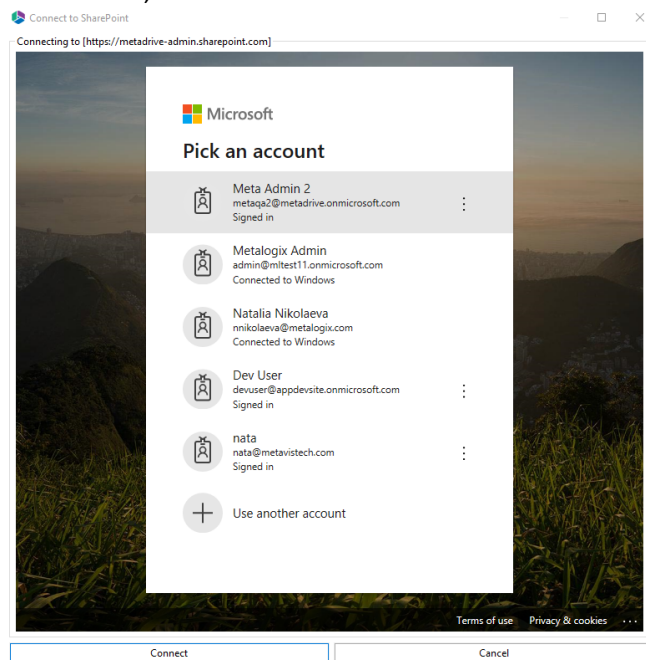 Connect to SharePoint
Connecting to [https://metadrive-admin.sharepoint.com]
Microsoft
Pick an account
Meta Admin 2
metaqa2@metadrive.onmicrosoft.com
Signed in
Metalogix Admin
admin@mltest11.onmicrosoft.com
Connected to Windows
Natalia Nikolaeva
nnikolaeva@metalogix.com
Connected to Windows
Dev User
devuser@appdevsite.onmicrosoft.com
Signed in
nata
nata@metavistech.com
Signed in
Use another account
Terms of use Privacy & cookies ...
Connect Cancel